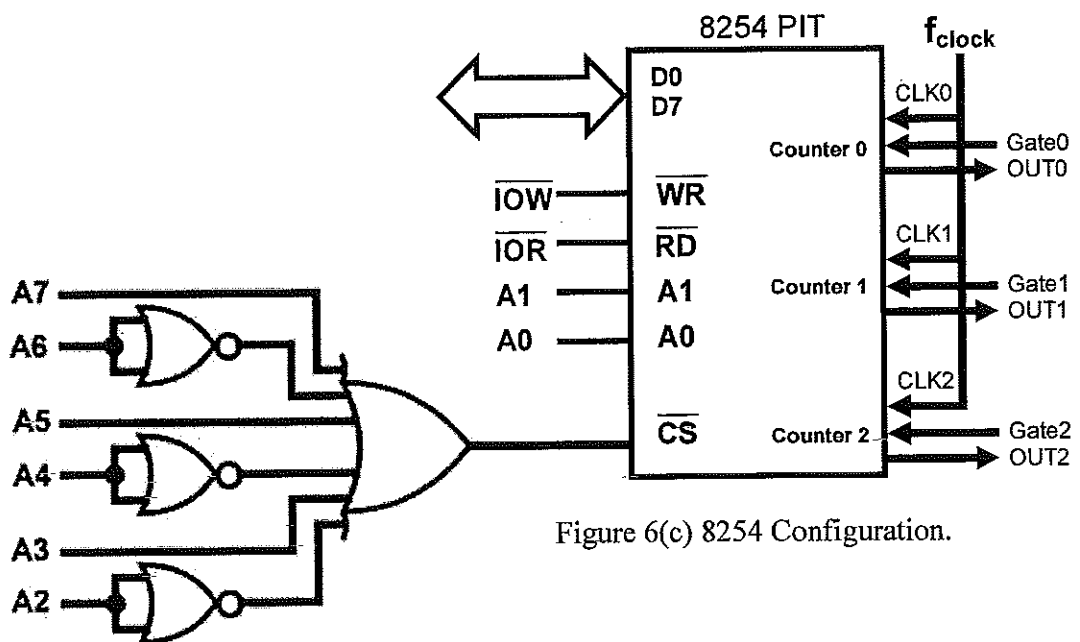 8254 PIT
fclock
D0
D7
CLK0
Counter 0
Gate0
OUT0
IOW
WR
IOR
RD
CLK1
A7
A1
A1
Counter 1
Gate1
OUT1
A6
A0
A0
A5
CLK2
CS
Counter 2
Gate2
OUT2
A4
Figure 6(c) 8254 Configuration.
A3
A2